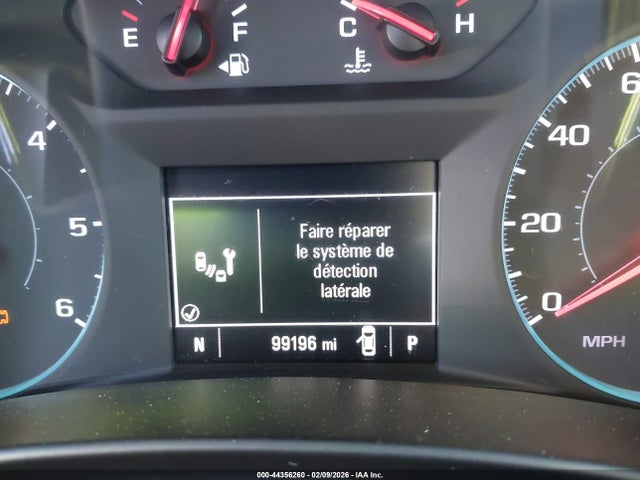 E F
C H
4
5
6
60
40
20
0
MPH
Faire réparer
le système de
détection
latérale
N 99196 mi P
000-44356260 - 02/09/2026 - IAA Inc.